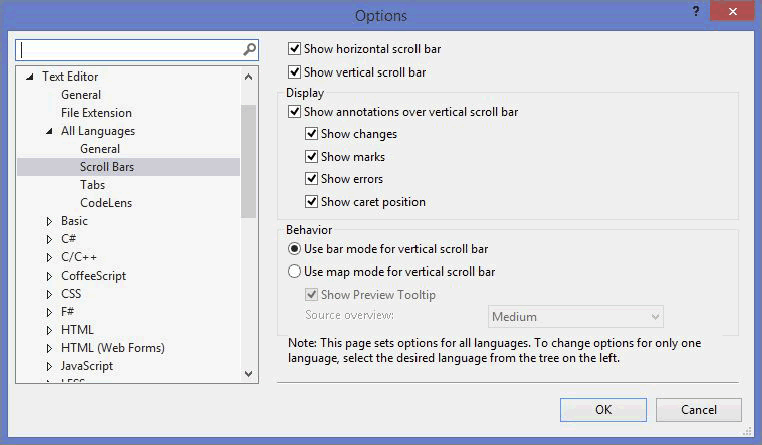 Options
?
Text Editor
General
File Extension
All Languages
General
Scroll Bars
Tabs
CodeLens
Basic
C#
C/C++
CoffeeScript
CSS
F#
HTML
HTML (Web Forms)
JavaScript
LESS
Show horizontal scroll bar
Show vertical scroll bar
Display
Show annotations over vertical scroll bar
Show changes
Show marks
Show errors
Show caret position
Behavior
Use bar mode for vertical scroll bar
Use map mode for vertical scroll bar
Show Preview Tooltip
Source overview:
Medium
Note: This page sets options for all languages. To change options for only one
language, select the desired language from the tree on the left.
OK
Cancel